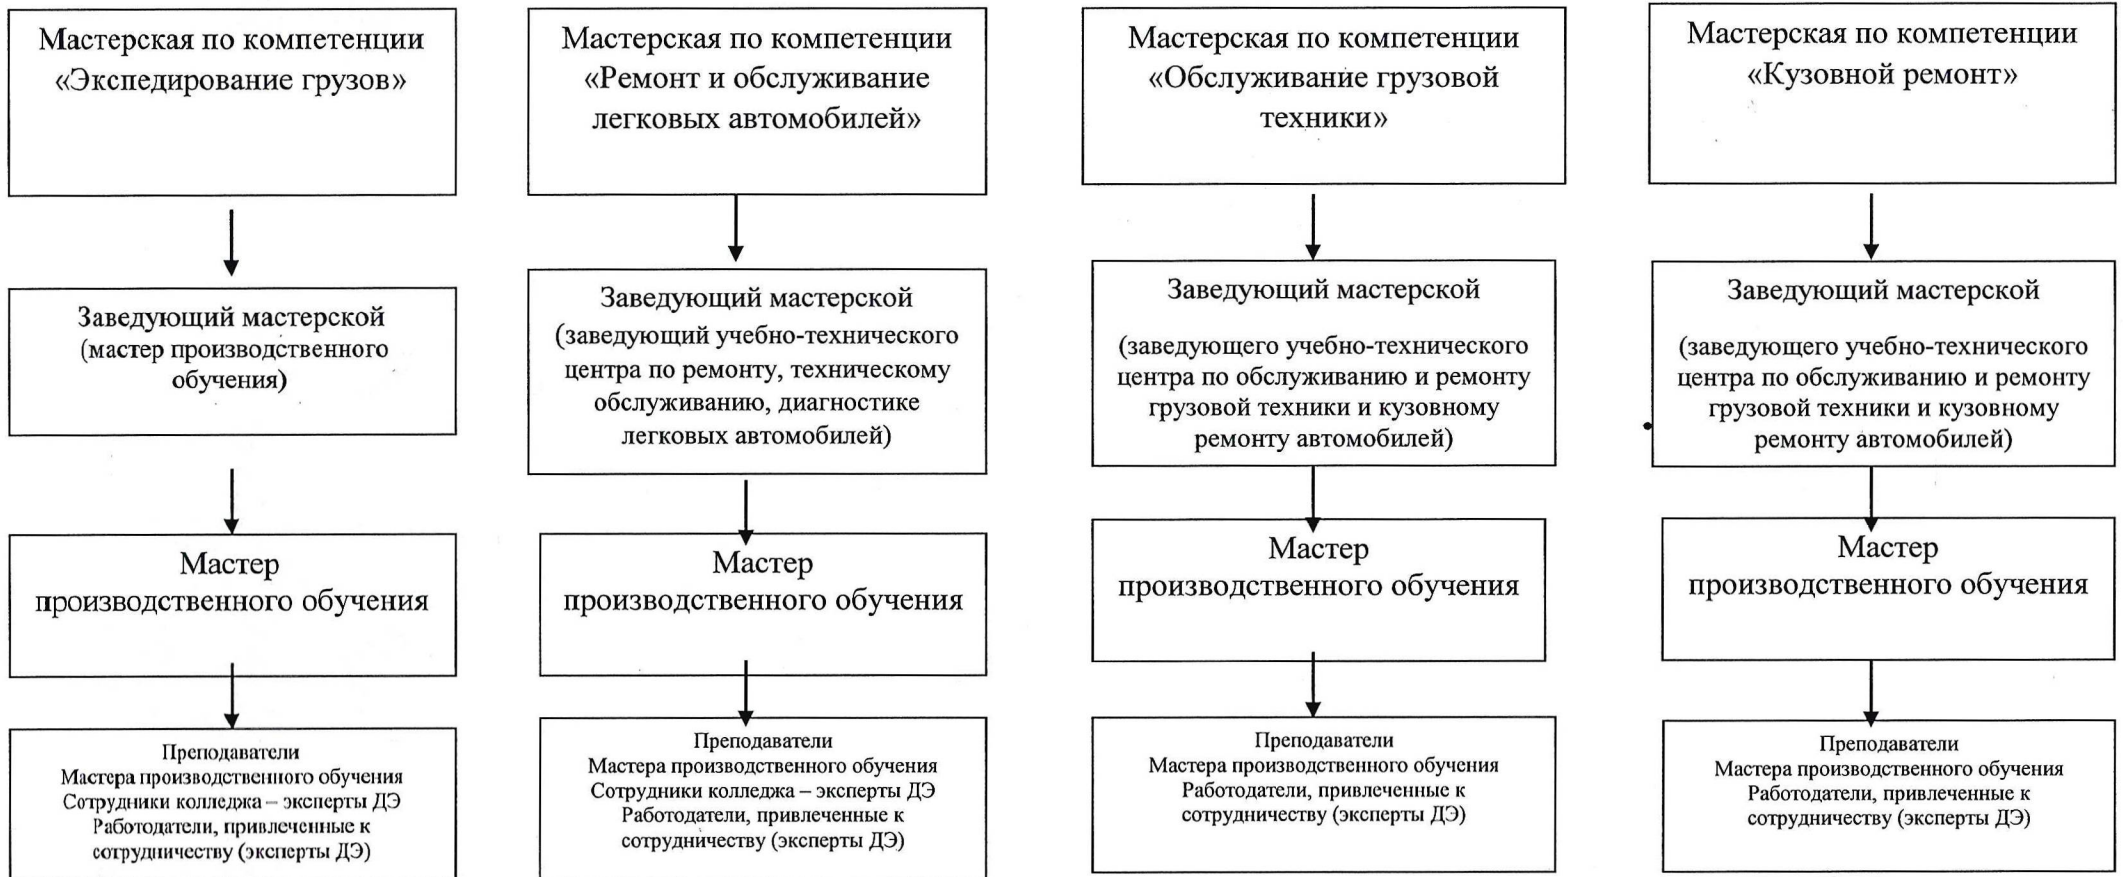 Мастерская по компетенции
«Экспедирование грузов»
Мастерская по компетенции
«Ремонт и обслуживание
легковых автомобилей»
Мастерская по компетенции
«Обслуживание грузовой
техники»
Мастерская по компетенции
«Кузовной ремонт»
Заведующий мастерской
(мастер производственного
обучения)
Заведующий мастерской
(заведующий учебно-технического
центра по ремонту, техническому
обслуживанию, диагностике
легковых автомобилей)
Заведующий мастерской
(заведующего учебно-технического
центра по обслуживанию и ремонту
грузовой техники и кузовному
ремонту автомобилей)
Заведующий мастерской
(заведующего учебно-технического
центра по обслуживанию и ремонту
грузовой техники и кузовному
ремонту автомобилей)
Мастер
производственного обучения
Мастер
производственного обучения
Мастер
производственного обучения
Мастер
производственного обучения
Преподаватели
Мастера производственного обучения
Сотрудники колледжа – эксперты ДЭ
Работодатели, привлеченные к
сотрудничеству (эксперты ДЭ)
Преподаватели
Мастера производственного обучения
Сотрудники колледжа – эксперты ДЭ
Работодатели, привлеченные к
сотрудничеству (эксперты ДЭ)
Преподаватели
Мастера производственного обучения
Работодатели, привлеченные к
сотрудничеству (эксперты ДЭ)
Преподаватели
Мастера производственного обучения
Работодатели, привлеченные к
сотрудничеству (эксперты ДЭ)